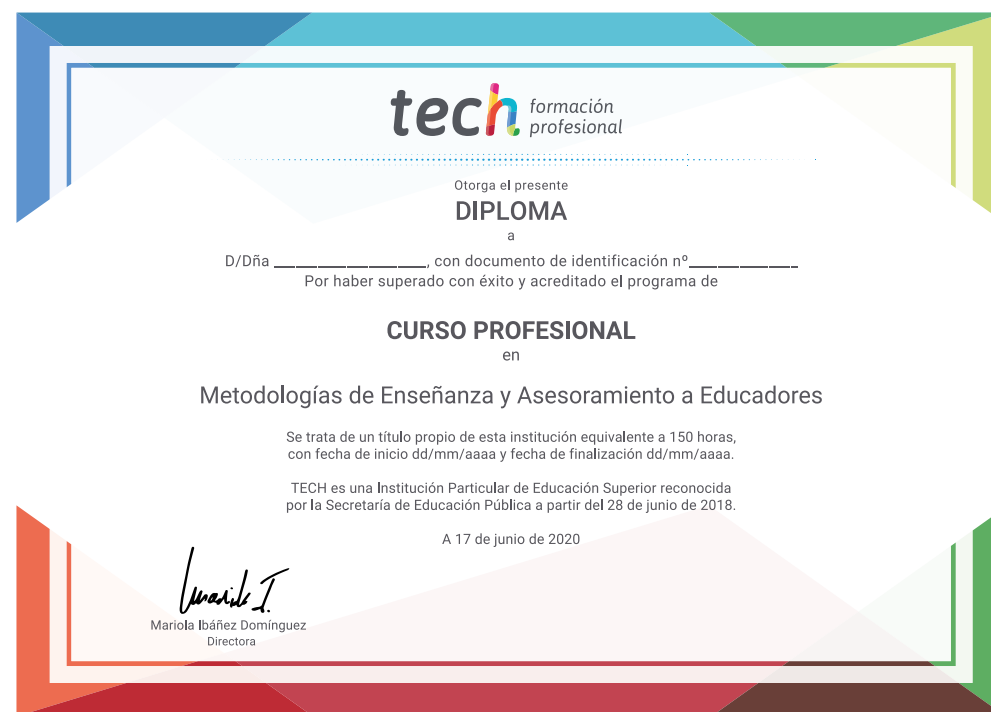 tech formación
profesional
Otorga el presente
DIPLOMA
a
D/Dña ________________, con documento de identificación nº____________
Por haber superado con éxito y acreditado el programa de
CURSO PROFESIONAL
en
Metodologías de Enseñanza y Asesoramiento a Educadores
Se trata de un título propio de esta institución equivalente a 150 horas,
con fecha de inicio dd/mm/aaaa y fecha de finalización dd/mm/aaaa.
TECH es una Institución Particular de Educación Superior reconocida
por la Secretaría de Educación Pública a partir del 28 de junio de 2018.
A 17 de junio de 2020
Mariola Ibáñez Domínguez
Directora